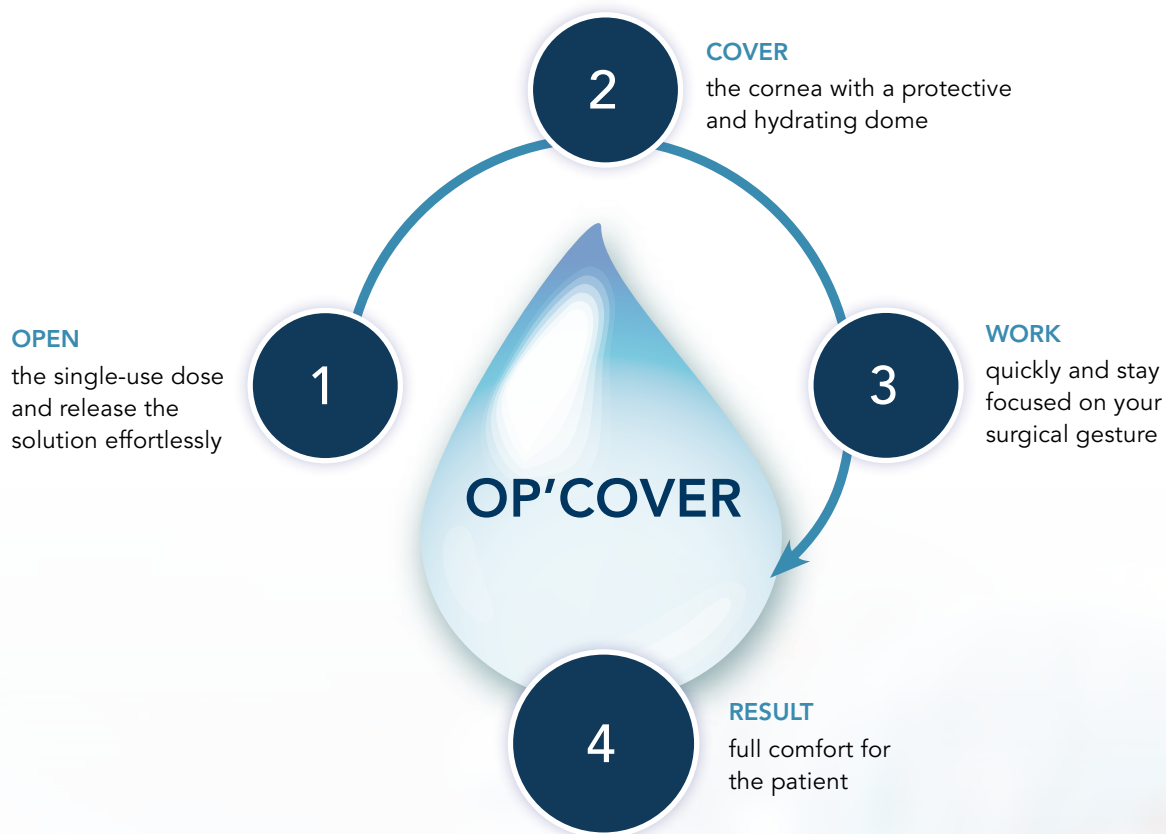 1
OPEN
the single-use dose
and release the
solution effortlessly
2
COVER
the cornea with a protective
and hydrating dome
3
WORK
quickly and stay
focused on your
surgical gesture
OP'COVER
4
RESULT
full comfort for
the patient